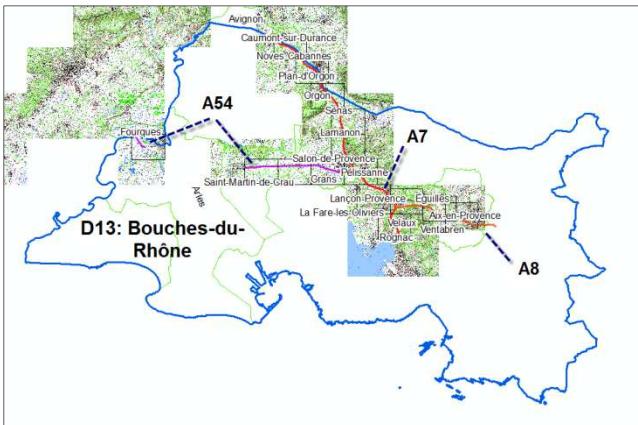 Avignon
Caumont-sur-Durance
Noves Cabannes
Plan-d'Orgon
Orgon
Sénas
A54
Lamanon
Fourques
A7
Salon-de-Provence
Pélissanne
Saint-Martin-de-Crau
Grans
Arles
Lançon-Provence
Eguilles
La Fare-les-Oliviers
Aix-en-Provence
Velaux
Ventabren
D13: Bouches-du-
Rhône
Rognac
A8